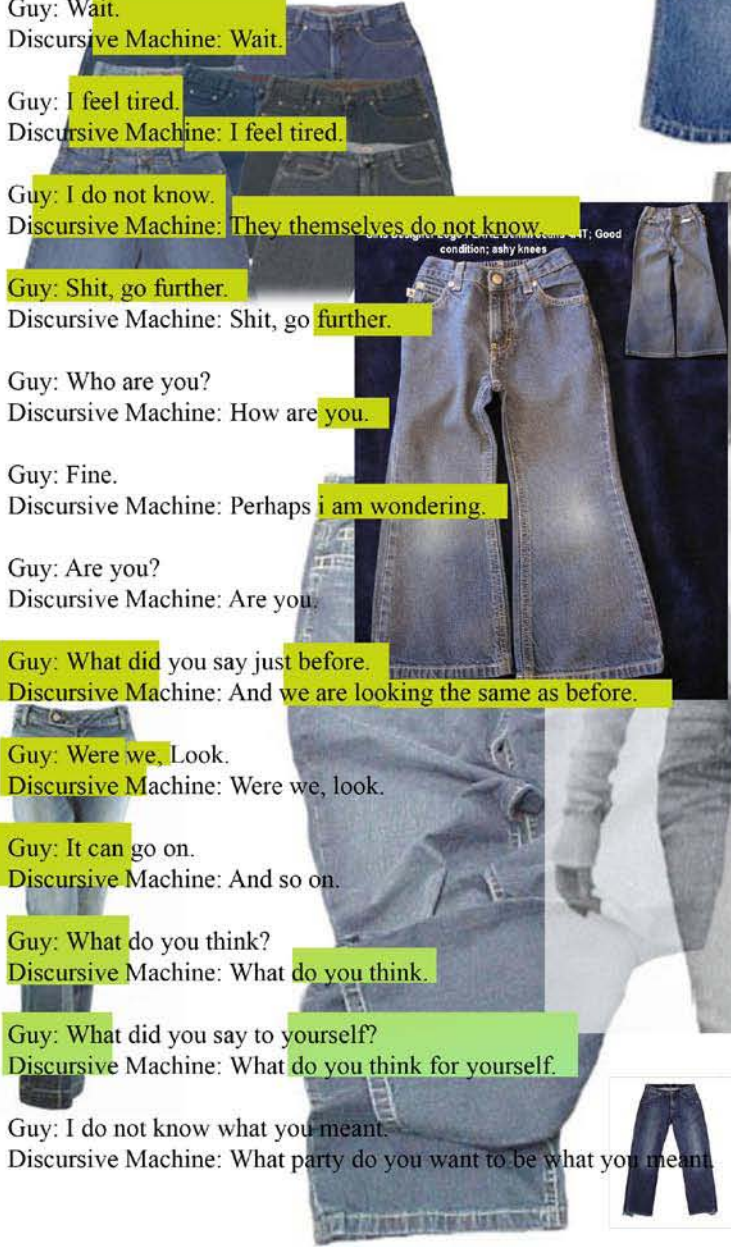 Guy: Wait.
Discursive Machine: Wait.
Guy: I feel tired.
Discursive Machine: I feel tired.
Guy: I do not know.
Discursive Machine: They themselves do not know.
4T; Good
condition; ashy knees
Guy: Shit, go further.
Discursive Machine: Shit, go further.
Guy: Who are you?
Discursive Machine: How are you.
Guy: Fine.
Discursive Machine: Perhaps i am wondering.
Guy: Are you?
Discursive Machine: Are you.
Guy: What did you say just before.
Discursive Machine: And we are looking the same as before.
Guy: Were we, Look.
Discursive Machine: Were we, look.
Guy: It can go on.
Discursive Machine: And so on.
Guy: What do you think?
Discursive Machine: What do you think.
Guy: What did you say to yourself?
Discursive Machine: What do you think for yourself.
Guy: I do not know what you meant.
Discursive Machine: What party do you want to be what you meant.